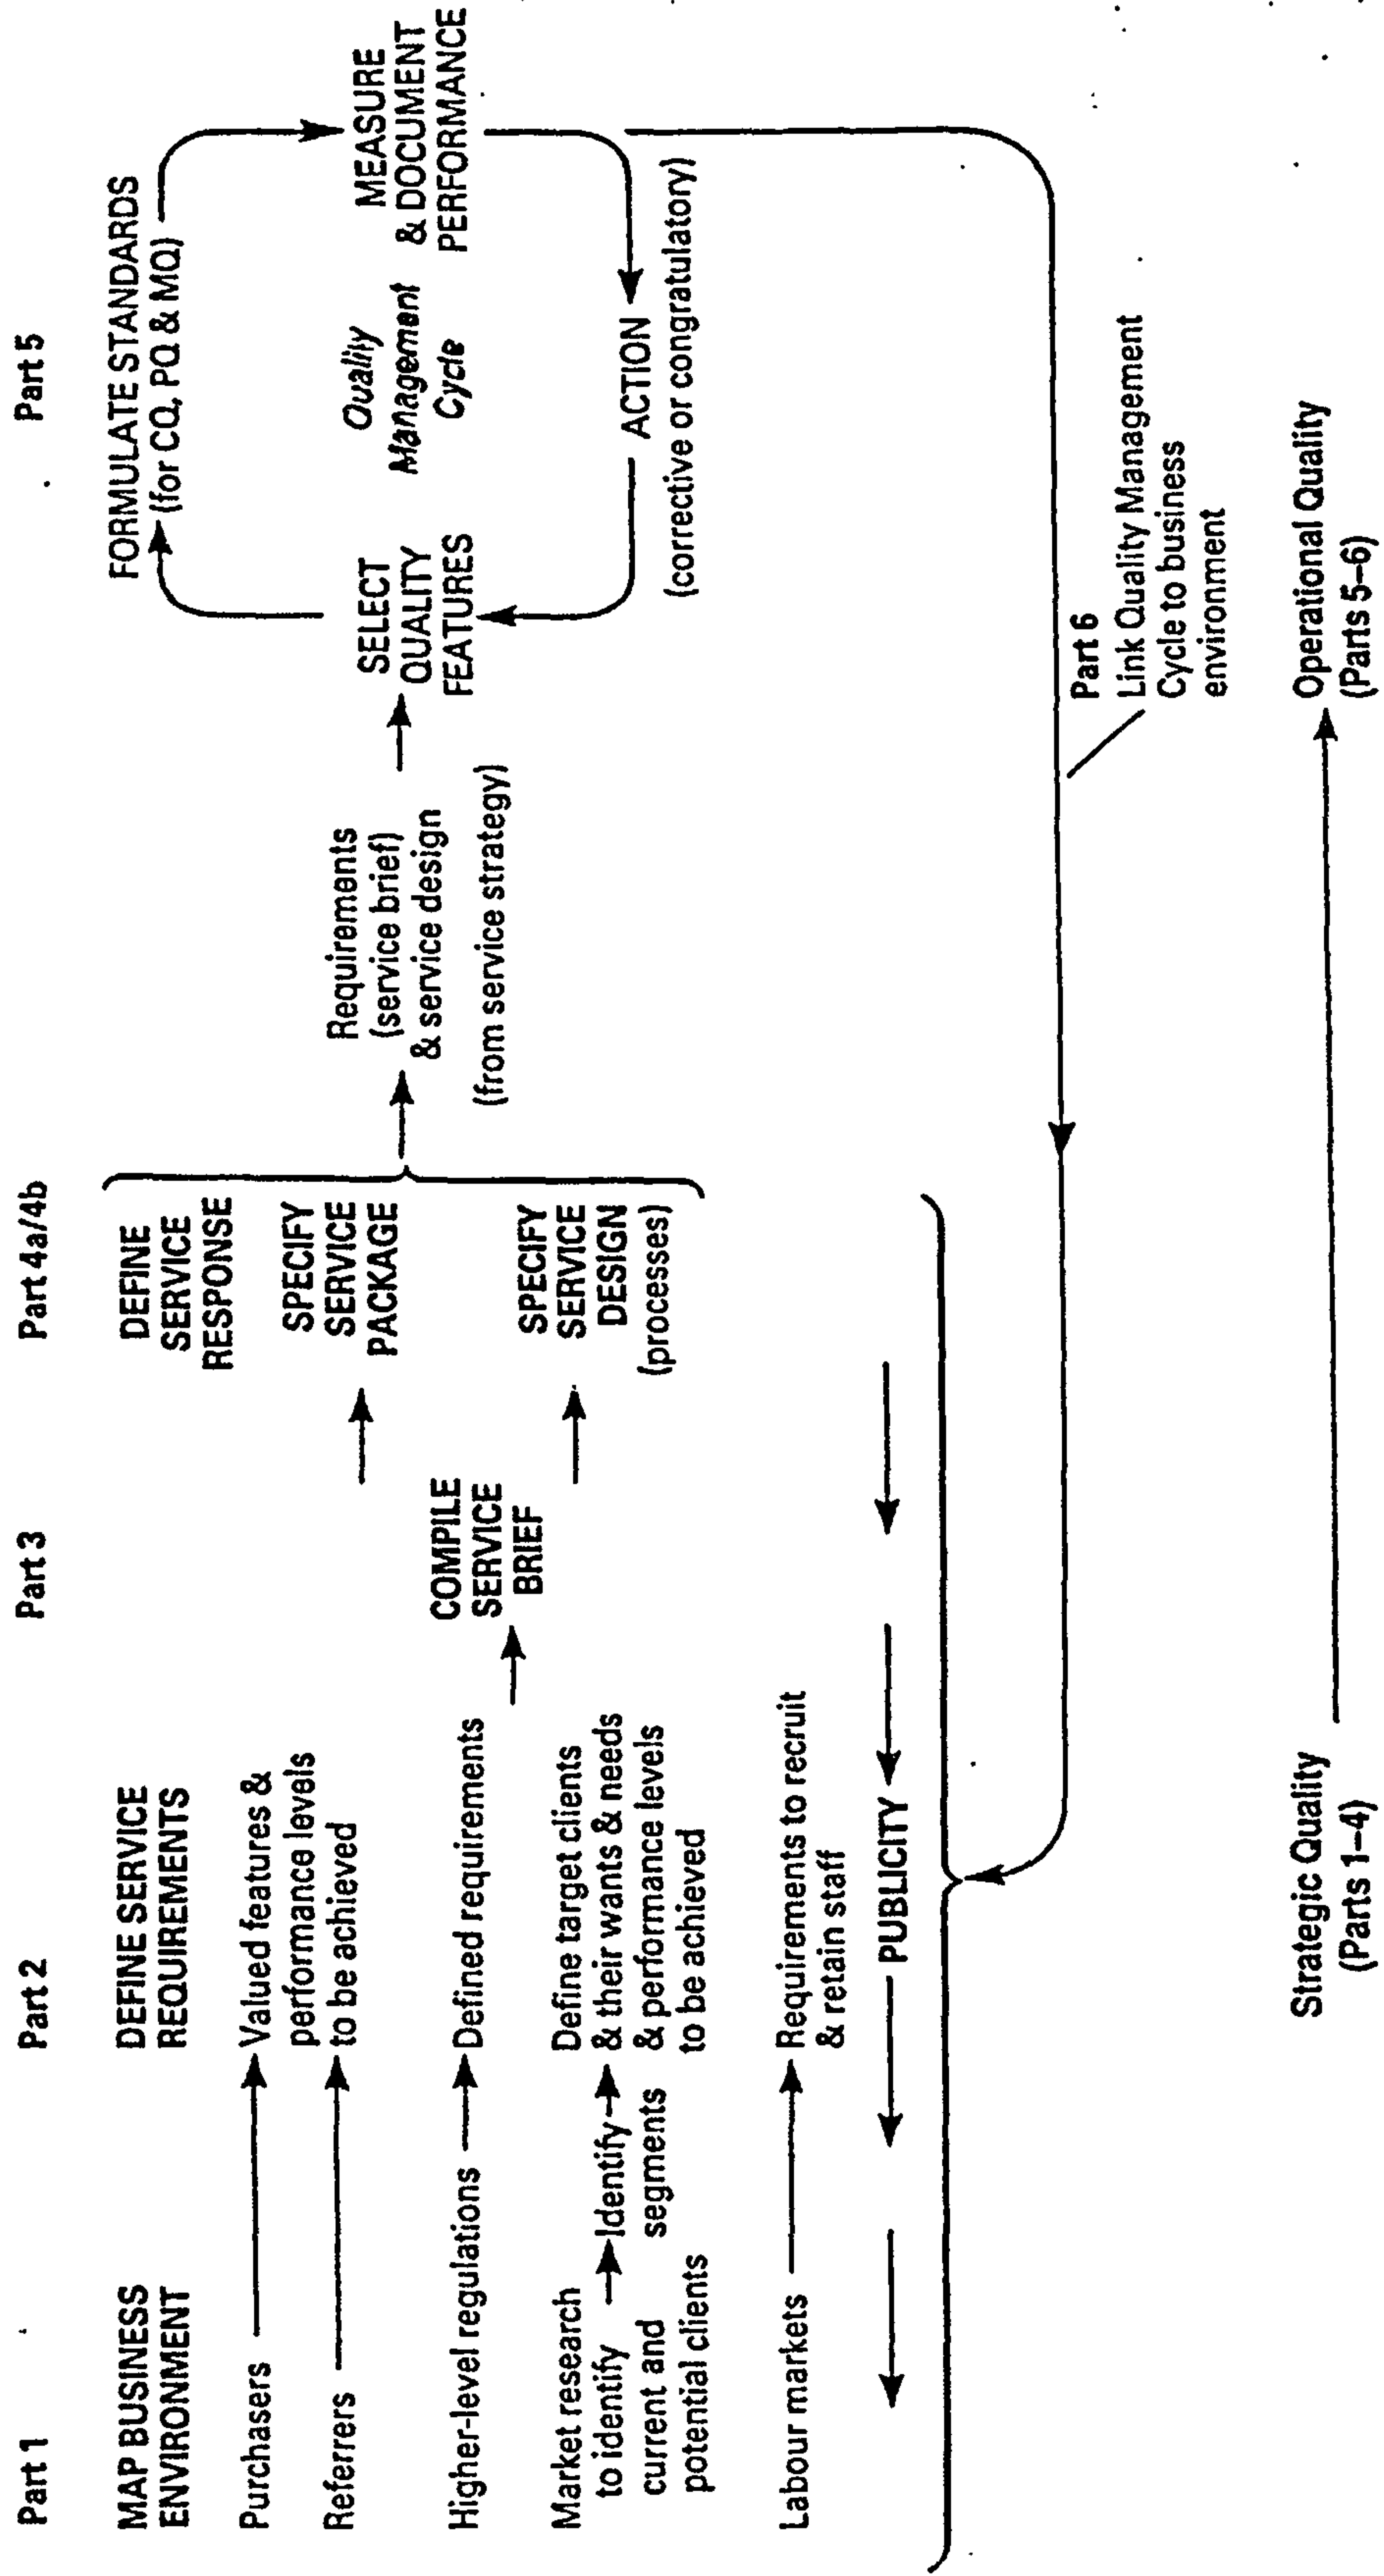 Part 1
MAP BUSINESS
ENVIRONMENT
Purchasers
Referrers
Higher-level regulations
Market research
to identify
current and
potential clients
Identify
segments
Labour markets
Part 2
DEFINE SERVICE
REQUIREMENTS
Valued features &
performance levels
to be achieved
Defined requirements
Define target clients
& their wants & needs
& performance levels
to be achieved
Requirements to recruit
& retain staff
PUBLICITY
Part 3
COMPILE
SERVICE
BRIEF
Part 4a/4b
DEFINE
SERVICE
RESPONSE
SPECIFY
SERVICE
PACKAGE
SPECIFY
SERVICE
DESIGN
(processes)
Requirements
(service brief)
& service design
(from service strategy)
Part 5
FORMULATE STANDARDS
(for CQ, PQ & MQ)
SELECT
QUALITY
FEATURES
Quality
Management
Cycle
MEASURE
& DOCUMENT
PERFORMANCE
ACTION
(corrective or congratulatory)
Part 6
Link Quality Management
Cycle to business
environment
Strategic Quality
(Parts 1–4)
Operational Quality
(Parts 5–6)